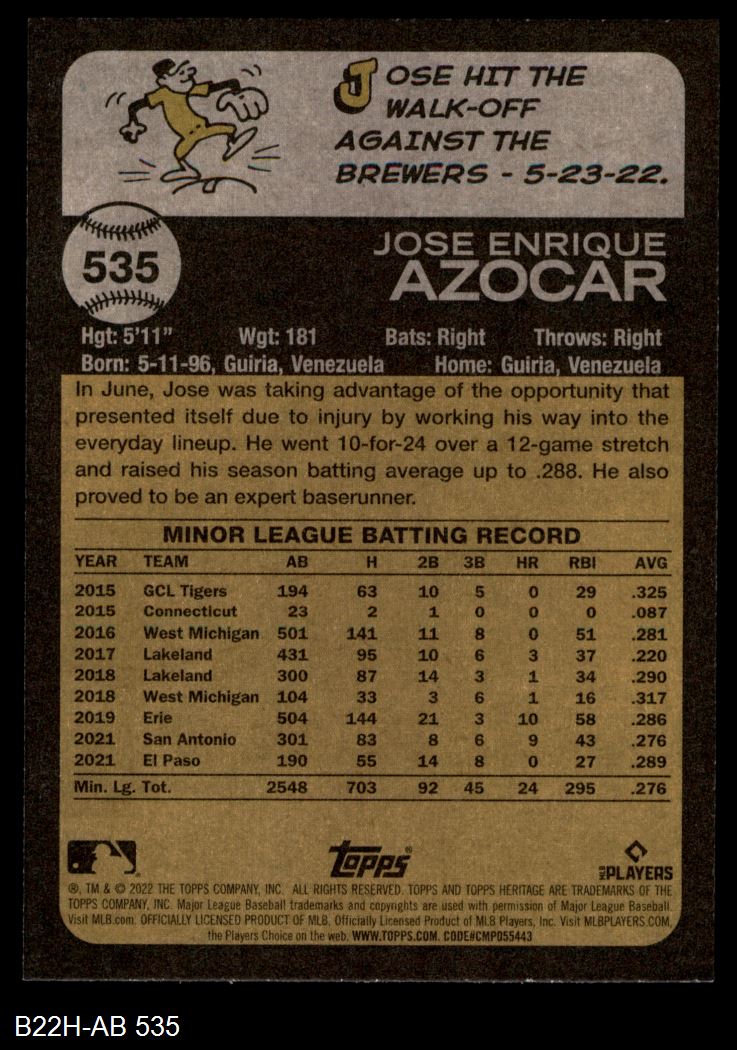 JOSE HIT THE
WALK-OFF
AGAINST THE
BREWERS - 5-23-22.
535
JOSE ENRIQUE
AZOCAR
Hgt: 5'11" Wgt: 181 Bats: Right Throws: Right
Born: 5-11-96, Guiria, Venezuela Home: Guiria, Venezuela
In June, Jose was taking advantage of the opportunity that
presented itself due to injury by working his way into the
everyday lineup. He went 10-for-24 over a 12-game stretch
and raised his season batting average up to .288. He also
proved to be an expert baserunner.
MINOR LEAGUE BATTING RECORD
YEAR TEAM AB H 2B 3B HR RBI AVG
2015 GCL Tigers 194 63 10 5 0 29 .325
2015 Connecticut 23 2 1 0 0 0 .087
2016 West Michigan 501 141 11 8 0 51 .281
2017 Lakeland 431 95 10 6 3 37 .220
2018 Lakeland 300 87 14 3 1 34 .290
2018 West Michigan 104 33 3 6 1 16 .317
2019 Erie 504 144 21 3 10 58 .286
2021 San Antonio 301 83 8 6 9 43 .276
2021 El Paso 190 55 14 8 0 27 .289
Min. Lg. Tot. 2548 703 92 45 24 295 .276
Topps®
MLB PLAYERS
®, TM & © 2022 THE TOPPS COMPANY, INC. ALL RIGHTS RESERVED. TOPPS AND TOPPS HERITAGE ARE TRADEMARKS OF THE
TOPPS COMPANY, INC. Major League Baseball trademarks and copyrights are used with permission of Major League Baseball.
Visit MLB.com. OFFICIALLY LICENSED PRODUCT OF MLB. Officially Licensed Product of MLB Players, Inc. Visit MLBPLAYERS.COM,
the Players Choice on the web. WWW.TOPPS.COM. CODE#CMP055443
B22H-AB 535